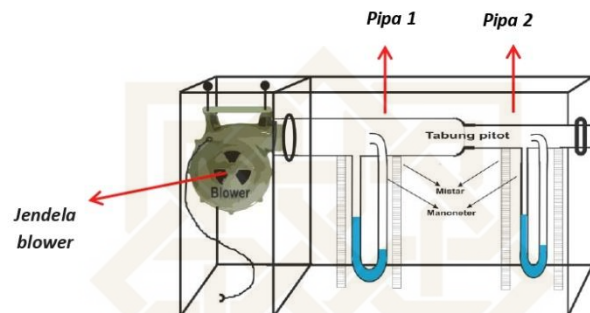 Pipa 1
Pipa 2
Tabung pitot
Blower
Mistar
Manometer
Jendela
blower